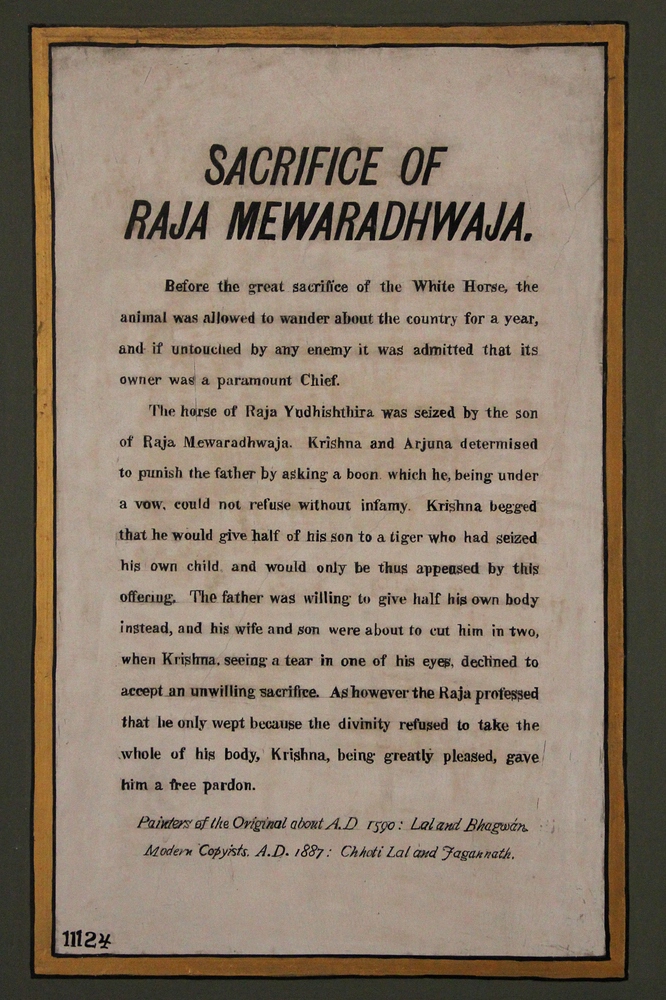 SACRIFICE OF
RAJA MEWARADHWAJA.
Before the great sacrifice of the White Horse, the
animal was allowed to wander about the country for a year,
and if untouched by any enemy it was admitted that its
owner was a paramount Chief.
The horse of Raja Yudhishthira was seized by the son
of Raja Mewaradhwaja. Krishna and Arjuna determised
to punish the father by asking a boon which he, being under
a vow, could not refuse without infamy. Krishna begged
that he would give half of his son to a tiger who had seized
his own child and would only be thus appeased by this
offering. The father was willing to give half his own body
instead, and his wife and son were about to cut him in two,
when Krishna, seeing a tear in one of his eyes, declined to
accept an unwilling sacrifice. As however the Raja professed
that he only wept because the divinity refused to take the
whole of his body, Krishna, being greatly pleased, gave
him a free pardon.
Painters of the Original about A.D 1590: Lal and Bhagwán.
Modern Copyists. A.D. 1887: Chhoti Lal and Jagannath.
11124